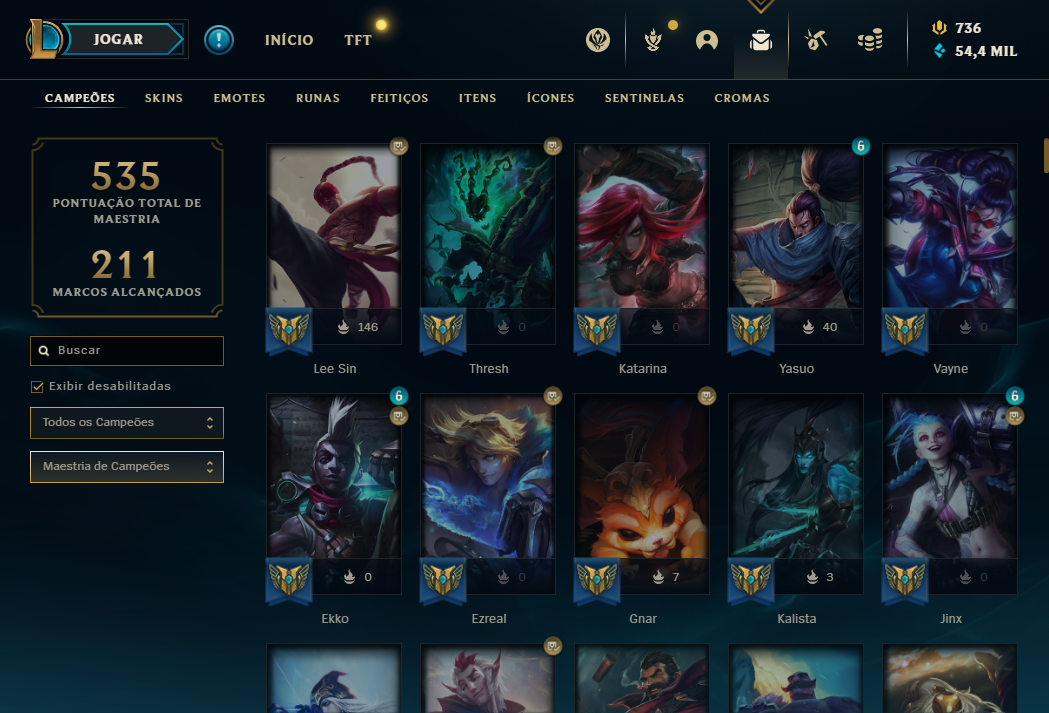 JOGAR
!
INÍCIO
TFT
736
54,4 MIL
CAMPEÕES SKINS EMOTES RUNAS FEITIÇOS ITENS ÍCONES SENTINELAS CROMAS
535
PONTUAÇÃO TOTAL DE
MAESTRIA
211
MARCOS ALCANÇADOS
Buscar
Exibir desabilitadas
Todos os Campeões
Maestria de Campeões
6
146 0 0 40 0
Lee Sin Thresh Katarina Yasuo Vayne
6 6
0 0 7 3 0
Ekko Ezreal Gnar Kalista Jinx